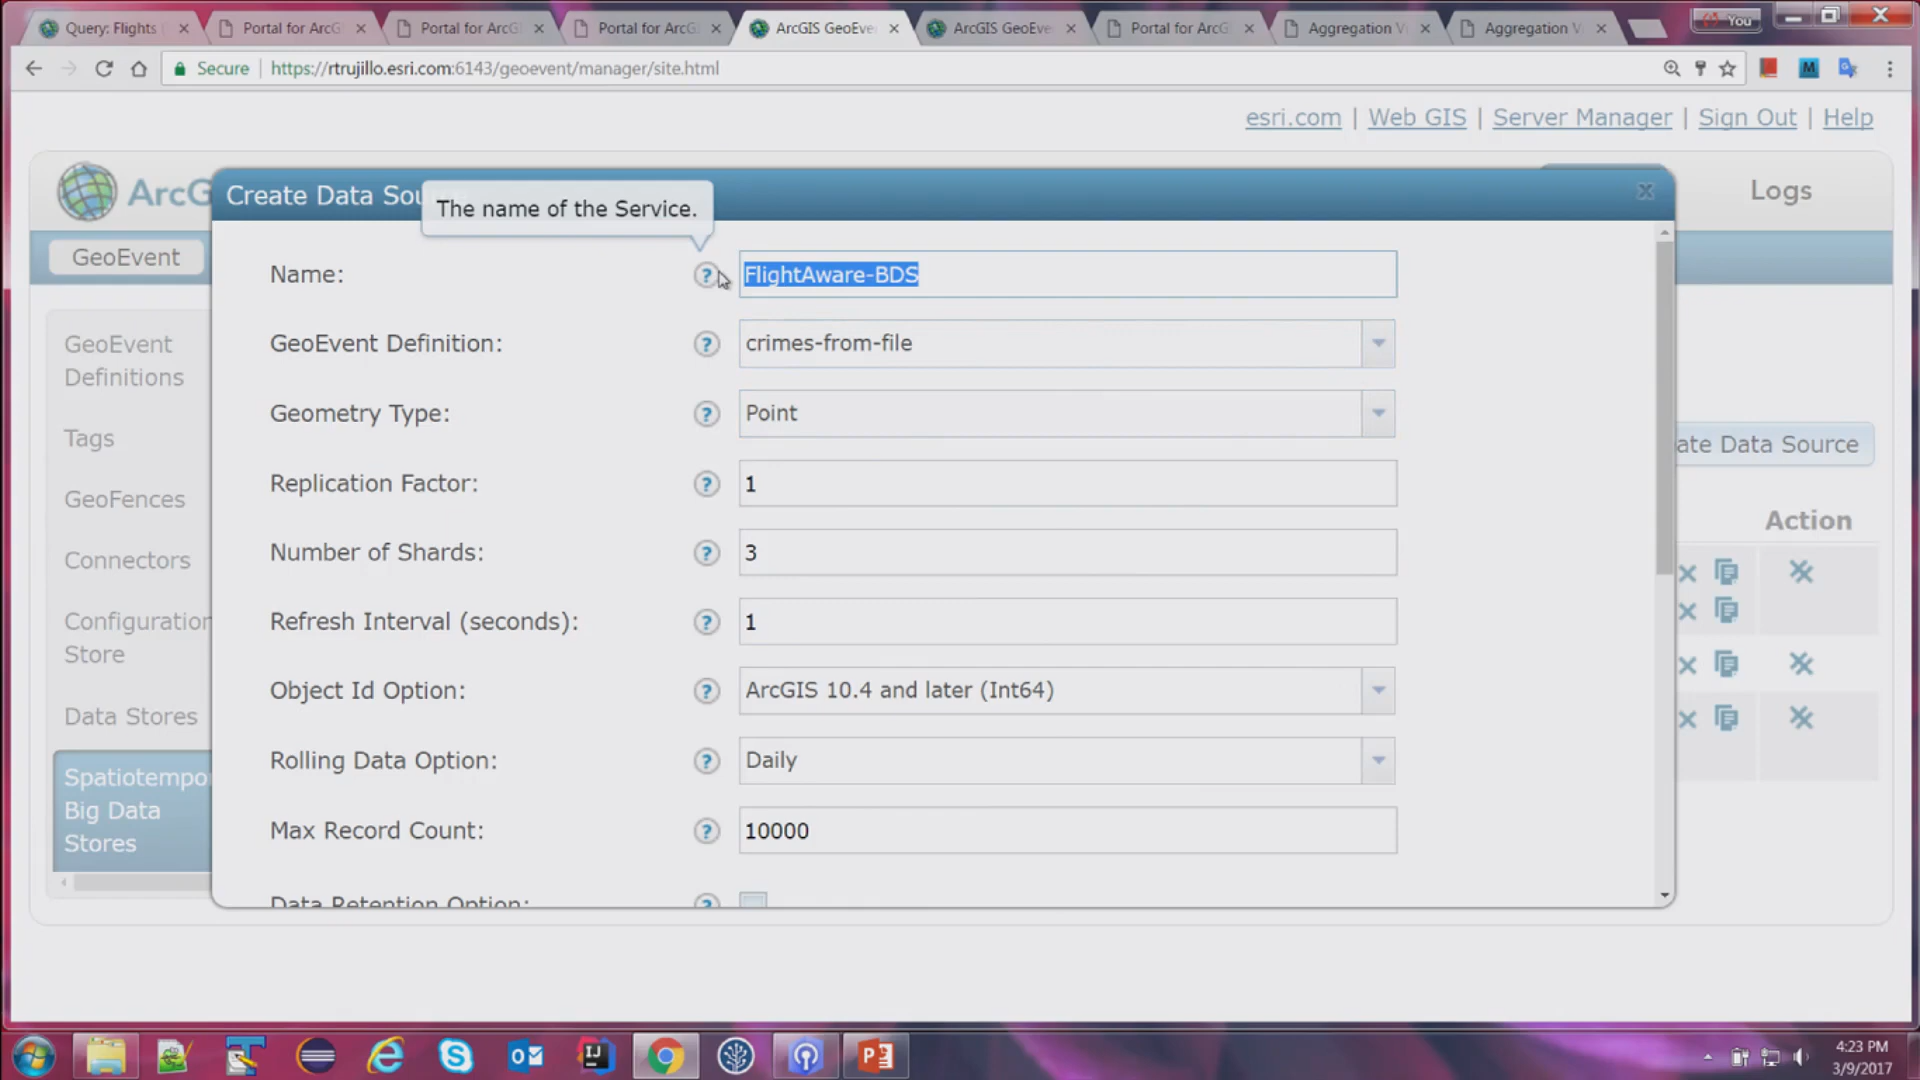 Query: Flights
Portal for ArcG
Portal for ArcG
Portal for ArcG
ArcGIS GeoEve
ArcGIS GeoEve
Portal for ArcG
Aggregation V
Aggregation V
You
Secure
https://rtrujillo.esri.com:6143/geoevent/manager/site.html
esri.com | Web GIS | Server Manager | Sign Out | Help
ArcG
Create Data Sou
The name of the Service.
Logs
GeoEvent
Name:
FlightAware-BDS
GeoEvent Definition:
crimes-from-file
Geometry Type:
Point
Replication Factor:
1
Number of Shards:
3
Refresh Interval (seconds):
1
Object Id Option:
ArcGIS 10.4 and later (Int64)
Rolling Data Option:
Daily
Max Record Count:
10000
Data Retention Option:
GeoEvent
Definitions
Tags
GeoFences
Connectors
Configuration
Store
Data Stores
Spatiotempo
Big Data
Stores
ate Data Source
Action
4:23 PM
3/9/2017